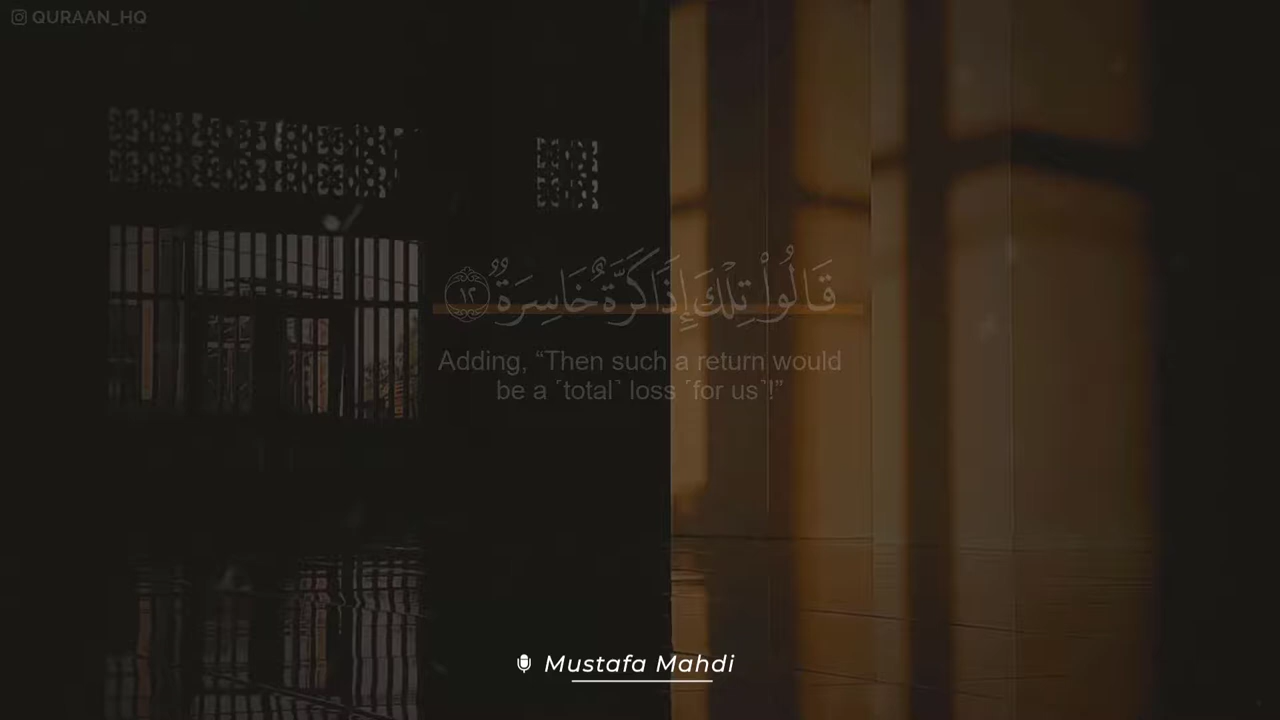 QURAAN_HQ
قَالُوا۟ تِلْكَ إِذًا كَرَّةٌ خَاسِرَةٌ ١٢
Adding, “Then such a return would
be a ˹total˺ loss ˹for us˺!”
Mustafa Mahdi